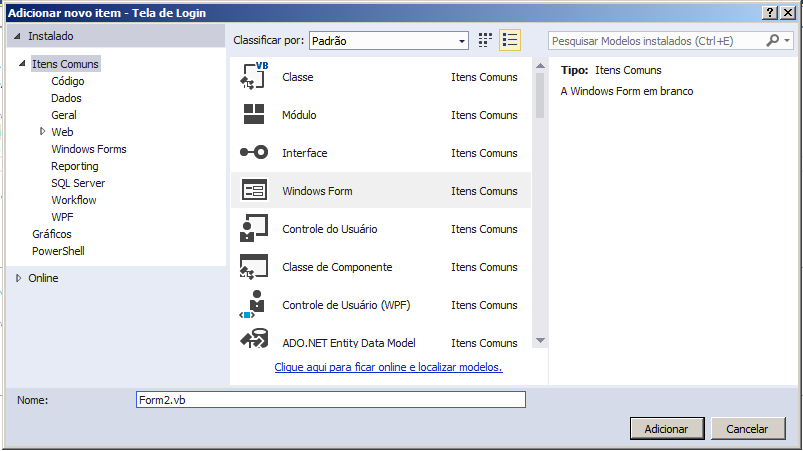 Adicionar novo item - Tela de Login
Instalado
Classificar por: Padrão
Pesquisar Modelos instalados (Ctrl+E)
Itens Comuns
Código
Dados
Geral
Web
Windows Forms
Reporting
SQL Server
Workflow
WPF
Gráficos
PowerShell
Online
VB
Classe Itens Comuns
Módulo Itens Comuns
Interface Itens Comuns
Windows Form Itens Comuns
Controle do Usuário Itens Comuns
Classe de Componente Itens Comuns
Controle de Usuário (WPF) Itens Comuns
ADO.NET Entity Data Model Itens Comuns
Clique aqui para ficar online e localizar modelos.
Tipo: Itens Comuns
A Windows Form em branco
Nome: Form2.vb
Adicionar Cancelar